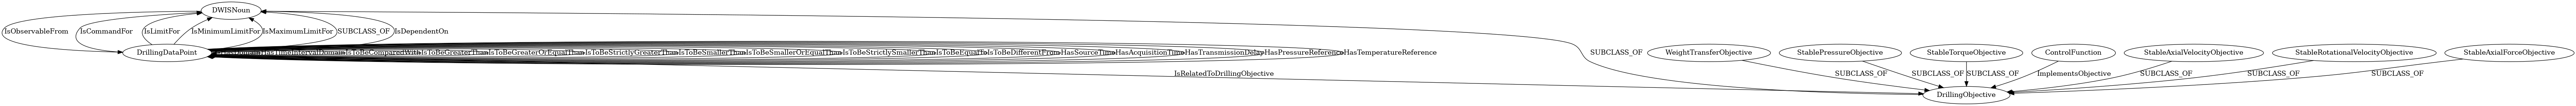 DWISNoun
IsObservableFrom
IsCommandFor
IsLimitFor
IsMinimumLimitFor
IsMaximumLimitFor
SUBCLASS_OF
IsDependentOn
DrillingDataPoint
IsToBeComparedWith
IsToBeGreaterThan
IsToBeGreaterOrEqualThan
IsToBeStrictlyGreaterThan
IsToBeSmallerThan
IsToBeSmallerOrEqualThan
IsToBeStrictlySmallerThan
IsToBeEqualTo
IsToBeDifferentFrom
HasSourceTime
HasAcquisitionTime
HasTransmissionDelay
HasPressureReference
HasTemperatureReference
SUBCLASS_OF
WeightTransferObjective
StablePressureObjective
StableTorqueObjective
ControlFunction
StableAxialVelocityObjective
StableRotationalVelocityObjective
StableAxialForceObjective
IsRelatedToDrillingObjective
SUBCLASS_OF
SUBCLASS_OF
SUBCLASS_OF
ImplementsObjective
SUBCLASS_OF
SUBCLASS_OF
SUBCLASS_OF
DrillingObjective